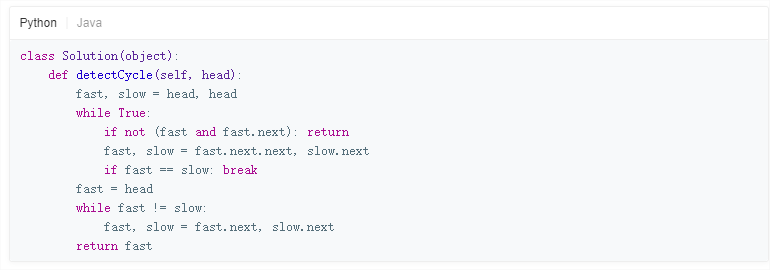 Python | Java
class Solution(object):
    def detectCycle(self, head):
        fast, slow = head, head
        while True:
            if not (fast and fast.next): return
            fast, slow = fast.next.next, slow.next
            if fast == slow: break
        fast = head
        while fast != slow:
            fast, slow = fast.next, slow.next
        return fast